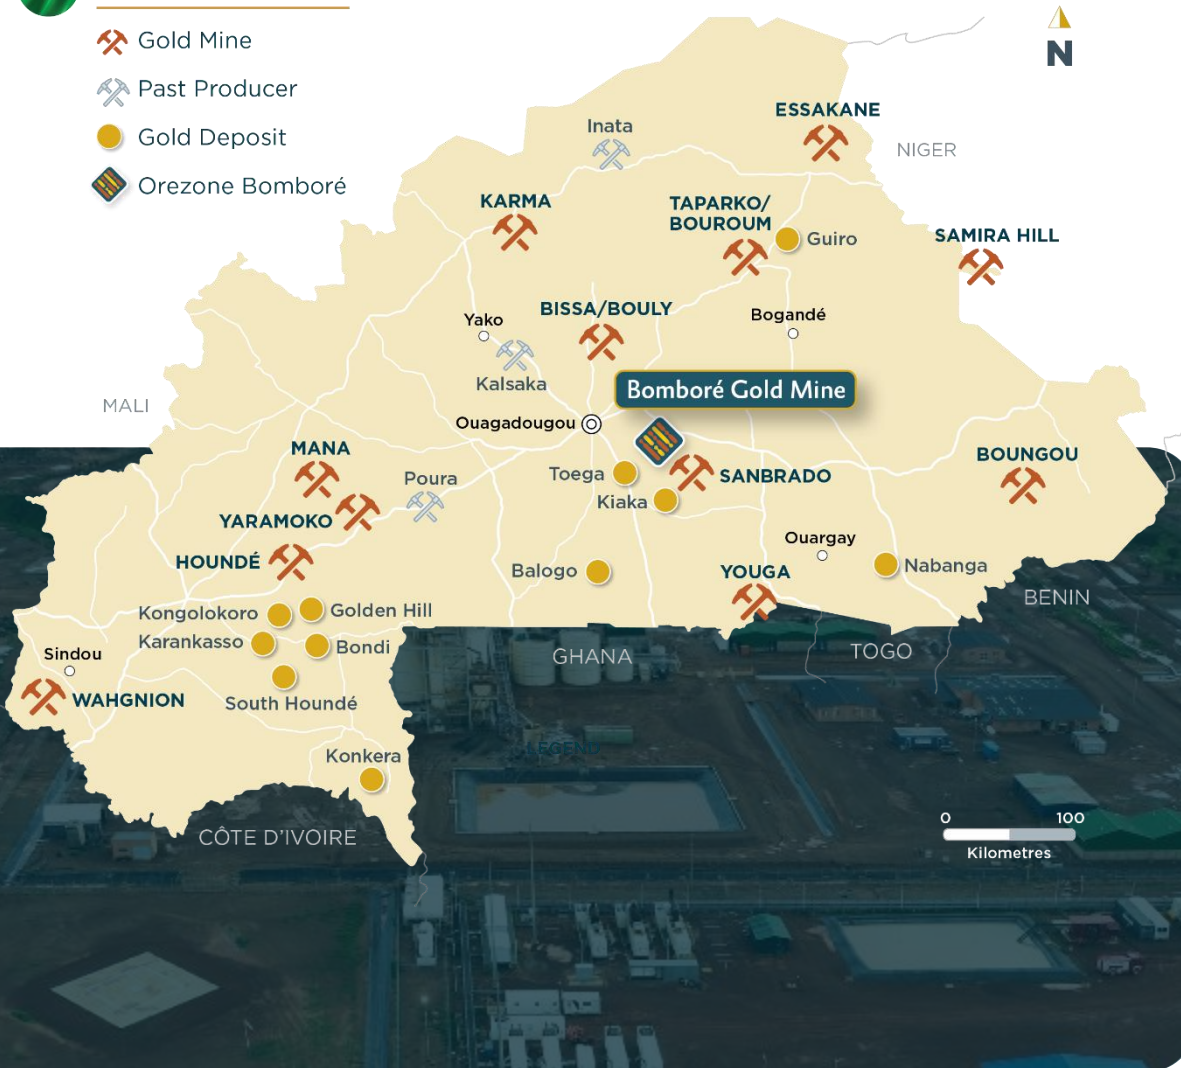 Gold Mine
Past Producer
Gold Deposit
Orezone Bomboré
N
ESSAKANE
Inata
NIGER
KARMA
TAPARKO/
BOUROUM
Guiro
SAMIRA HILL
BISSA/BOULY
Yako
Bogandé
Kalsaka
Bomboré Gold Mine
MALI
Ouagadougou
MANA
BOUNGOU
Toega
SANBRADO
Poura
Kiaka
YARAMOKO
Ouargay
HOUNDÉ
Balogo
YOUGA
Nabanga
BENIN
Kongolokoro
Golden Hill
Karankasso
Bondi
Sindou
GHANA
TOGO
WAHGNION
South Houndé
LEGEND
Konkera
CÔTE D'IVOIRE
0 100
Kilometres